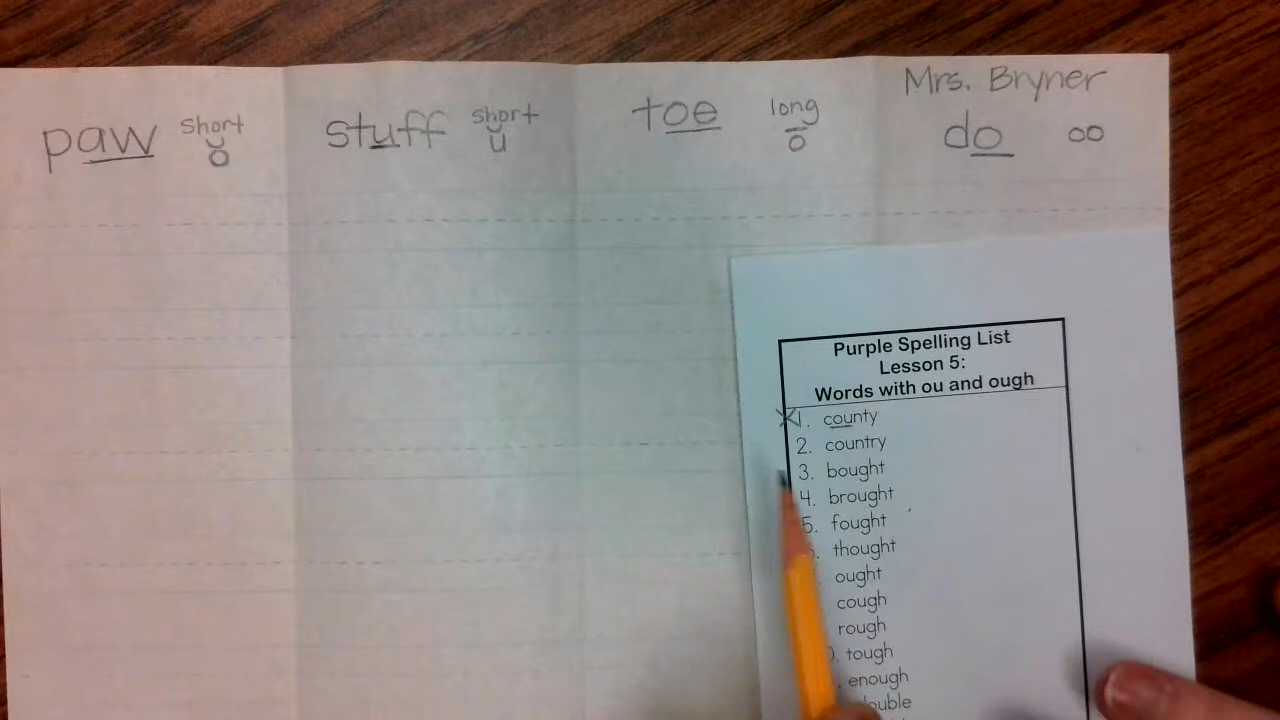 Mrs. Bryner
paw short ŏ
stuff short ŭ
toe long ō
do oo
Purple Spelling List
Lesson 5:
Words with ou and ough
1. county
2. country
3. bought
4. brought
5. fought
thought
ought
cough
rough
tough
enough
double